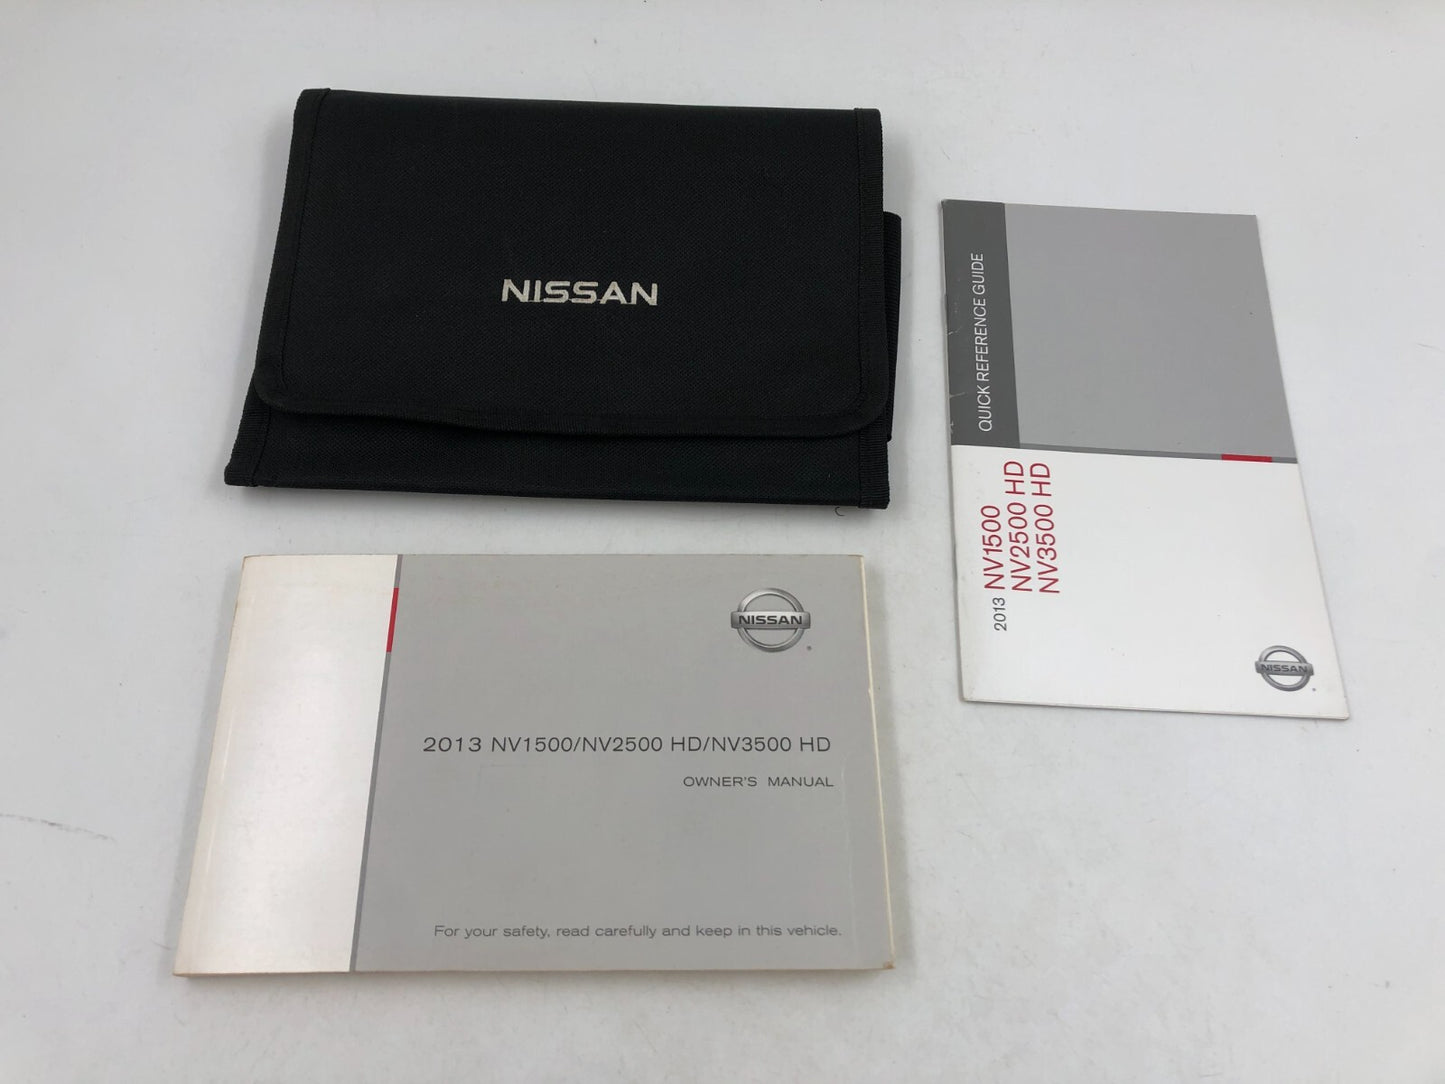 NISSAN
QUICK REFERENCE GUIDE
2013 NV1500
NV2500 HD
NV3500 HD
NISSAN
NISSAN
2013 NV1500/NV2500 HD/NV3500 HD
OWNER'S MANUAL
For your safety, read carefully and keep in this vehicle.